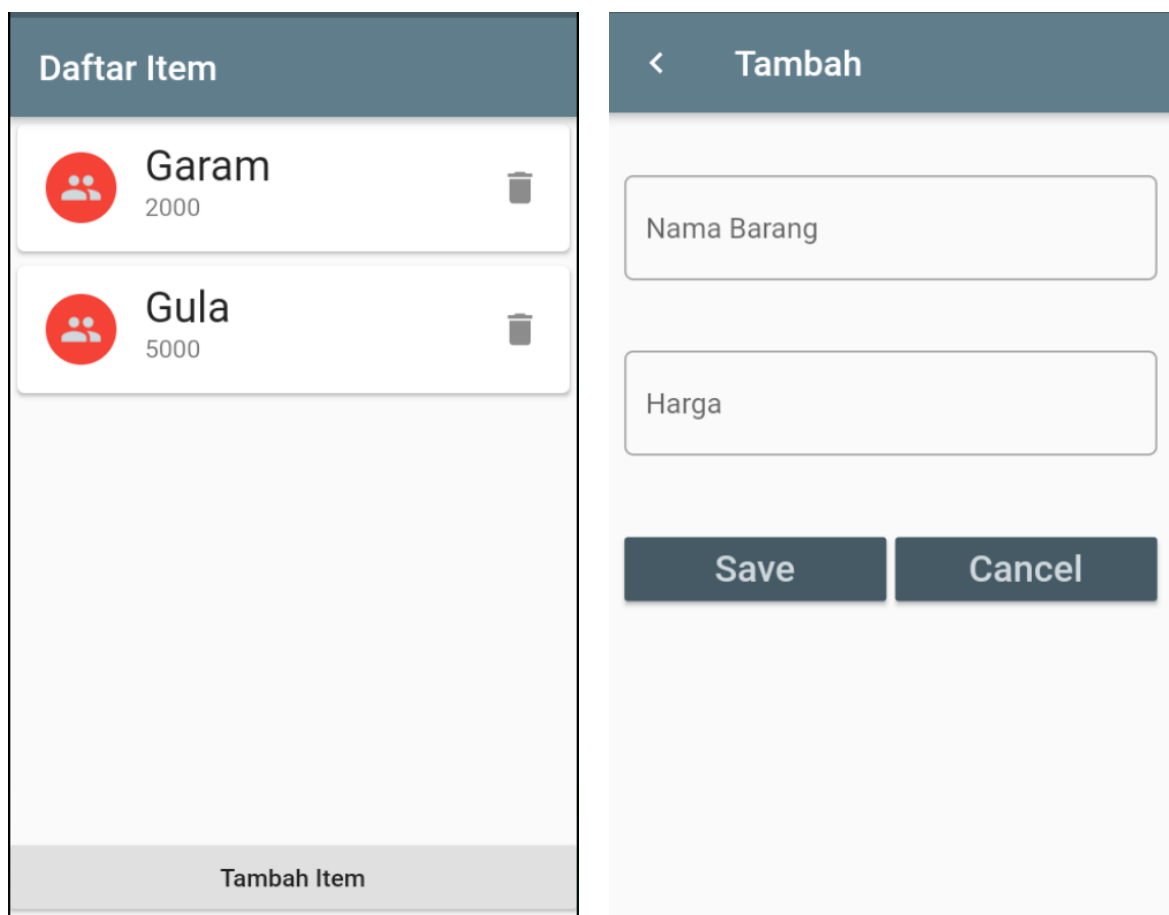 Daftar Item
Garam
2000
Gula
5000
Tambah Item
Tambah
Nama Barang
Harga
Save
Cancel